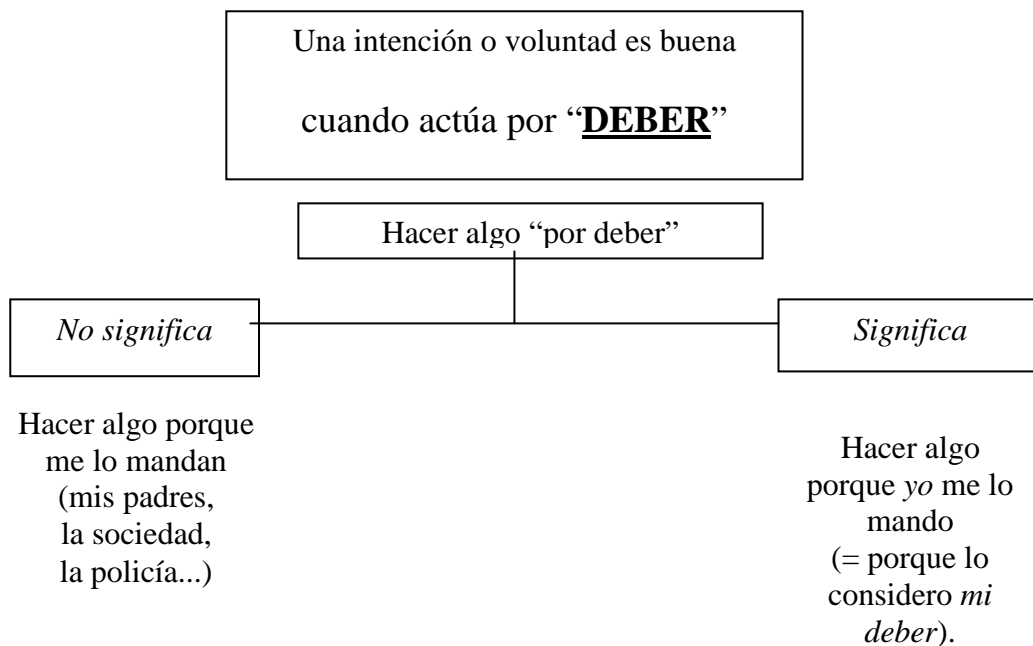 Una intención o voluntad es buena
cuando actúa por “DEBER”
Hacer algo “por deber”
No significa
Significa
Hacer algo porque
me lo mandan
(mis padres,
la sociedad,
la policía...)
Hacer algo
porque yo me lo
mando
(= porque lo
considero mi
deber).